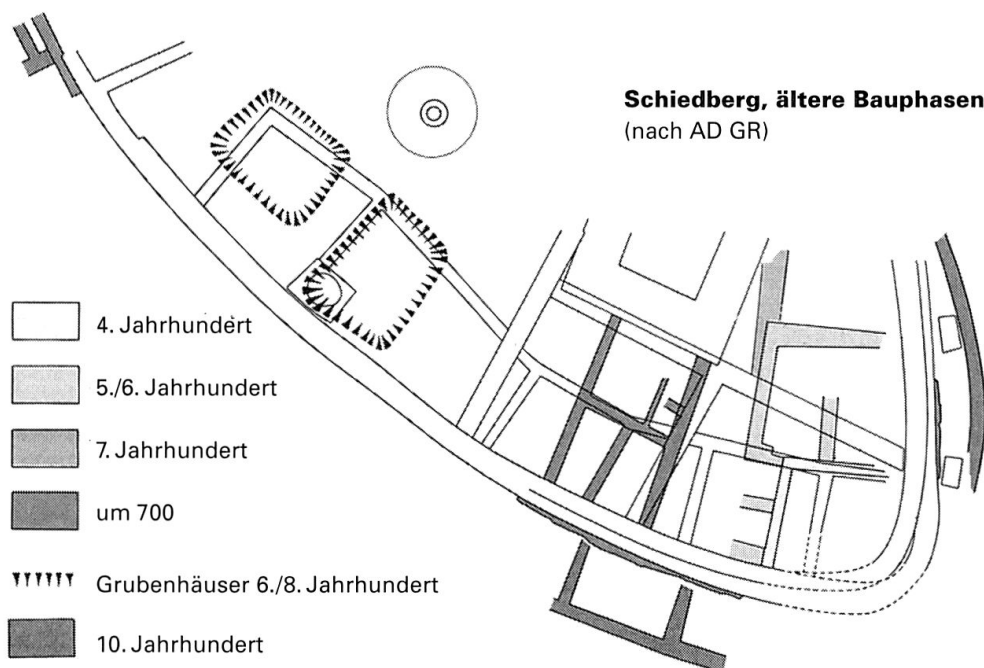 Schiedberg, ältere Bauphasen
(nach AD GR)
4. Jahrhundert
5./6. Jahrhundert
7. Jahrhundert
um 700
Grubenhäuser 6./8. Jahrhundert
10. Jahrhundert